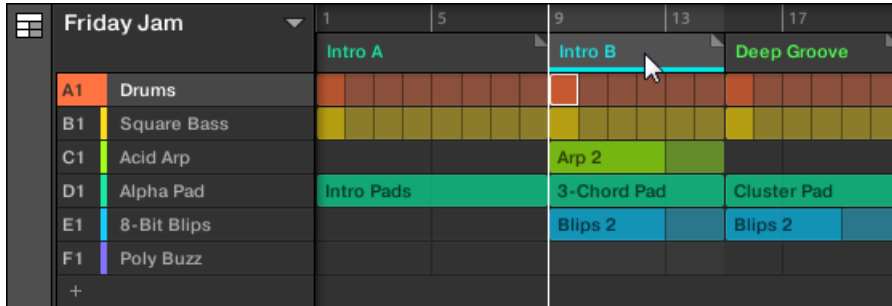 Friday Jam
1 5 9 13 17
Intro A Intro B Deep Groove
A1 Drums
B1 Square Bass
C1 Acid Arp Arp 2
D1 Alpha Pad Intro Pads 3-Chord Pad Cluster Pad
E1 8-Bit Blips Blips 2 Blips 2
F1 Poly Buzz
+